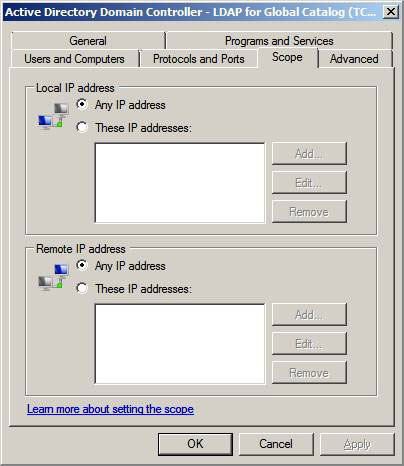 Active Directory Domain Controller - LDAP for Global Catalog (TC...
General
Programs and Services
Users and Computers
Protocols and Ports
Scope
Advanced
Local IP address
Any IP address
These IP addresses:
Add...
Edit...
Remove
Remote IP address
Any IP address
These IP addresses:
Add...
Edit...
Remove
Learn more about setting the scope
OK
Cancel
Apply